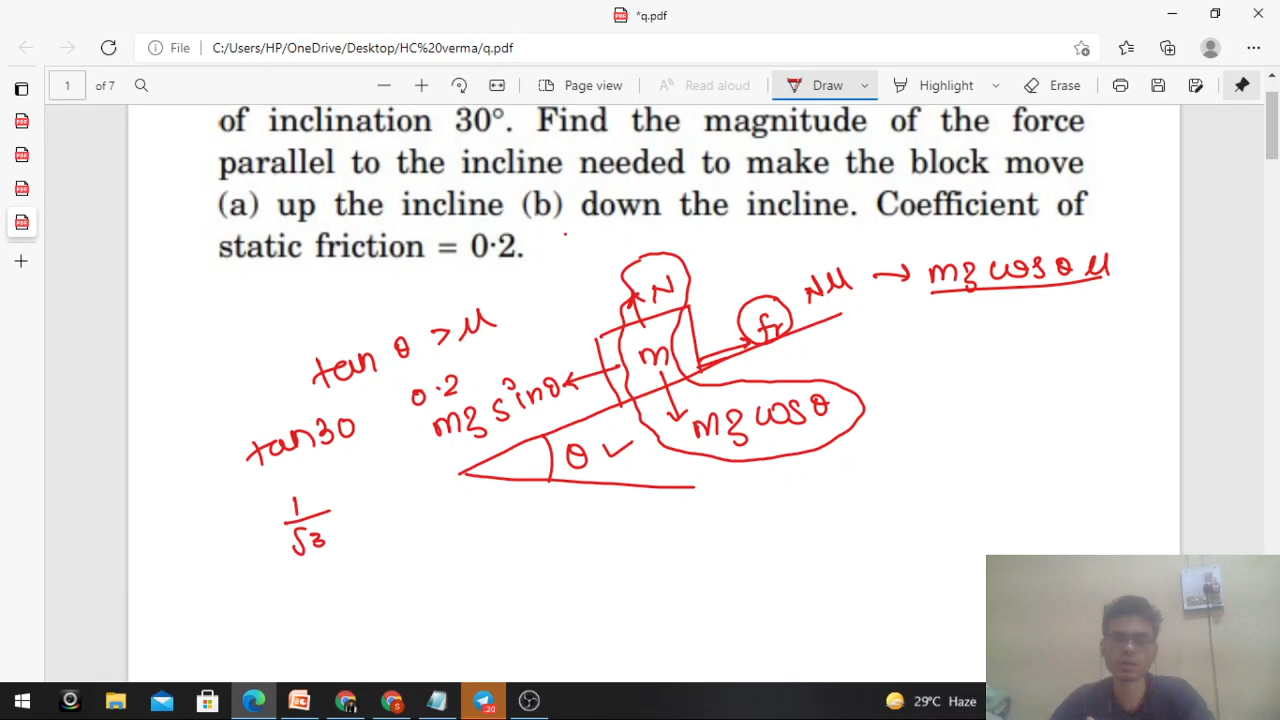 *q.pdf
File C:/Users/HP/OneDrive/Desktop/HC%20verma/q.pdf
1 of 7 Page view Read aloud Draw Highlight Erase
of inclination 30°. Find the magnitude of the force
parallel to the incline needed to make the block move
(a) up the incline (b) down the incline. Coefficient of
static friction = 0·2.
N
fr
Nμ → mg cos θ μ
tan θ > μ
m
0.2
mg sinθ
mg cosθ
tan30
θ ✓
1/√3
20
29°C Haze